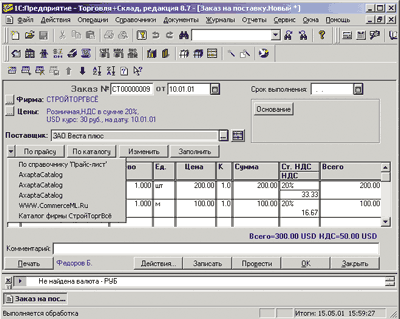 1С:Предприятие - Торговля+Склад, редакция 8.7 - [Заказ на поставку.Новый *]
Файл Действия Операции Справочники Документы Журналы Отчеты Сервис Окна Помощь
Заказ № СТ00000009 от 10.01.01
Срок выполнения: . .
Фирма: СТРОЙТОРГВСЁ
Цены: Розничная,НДС в сумме 20%,
USD курс: 30 руб., на дату: 10.01.01
Основание
Поставщик: ЗАО Веста плюс
По прайсу По каталогу Изменить Заполнить
По справочнику 'Прайс-лист'
AxaptaCatalog
AxaptaCatalog
AxaptaCatalog
WWW.CommerceML.Ru
Каталог фирмы СтройТоргВсё
во Ед. Цена К Сумма Ст. НДС Всего
НДС
1.000 шт 200.00 1.0 200.00 20% 200.00
33.33
1.000 м 100.00 1.0 100.00 20% 100.00
16.67
Всего=300.00 USD НДС=50.00 USD
Комментарий:
Печать Федоров Б. Действия... Записать Провести OK Закрыть
Не найдена валюта - РУБ
Заказ на пос...
Выполняется обработка
Итоги: 15.05.01 15:59:27